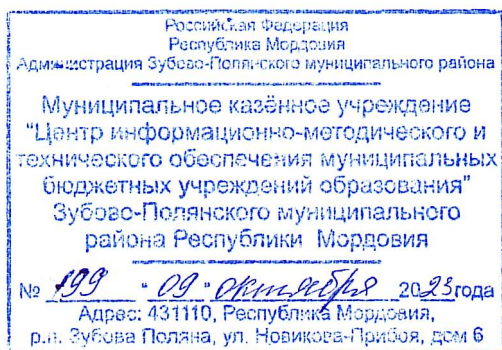 Российская Федерация
Республика Мордовия
Администрация Зубово-Полянского муниципального района
Муниципальное казённое учреждение
"Центр информационно-методического и
технического обеспечения муниципальных
бюджетных учреждений образования"
Зубово-Полянского муниципального
района Республики Мордовия
№ 199 "09" октября 2023года
Адрес: 431110, Республика Мордовия,
р.п. Зубова Поляна, ул. Новикова-Прибоя, дом 6